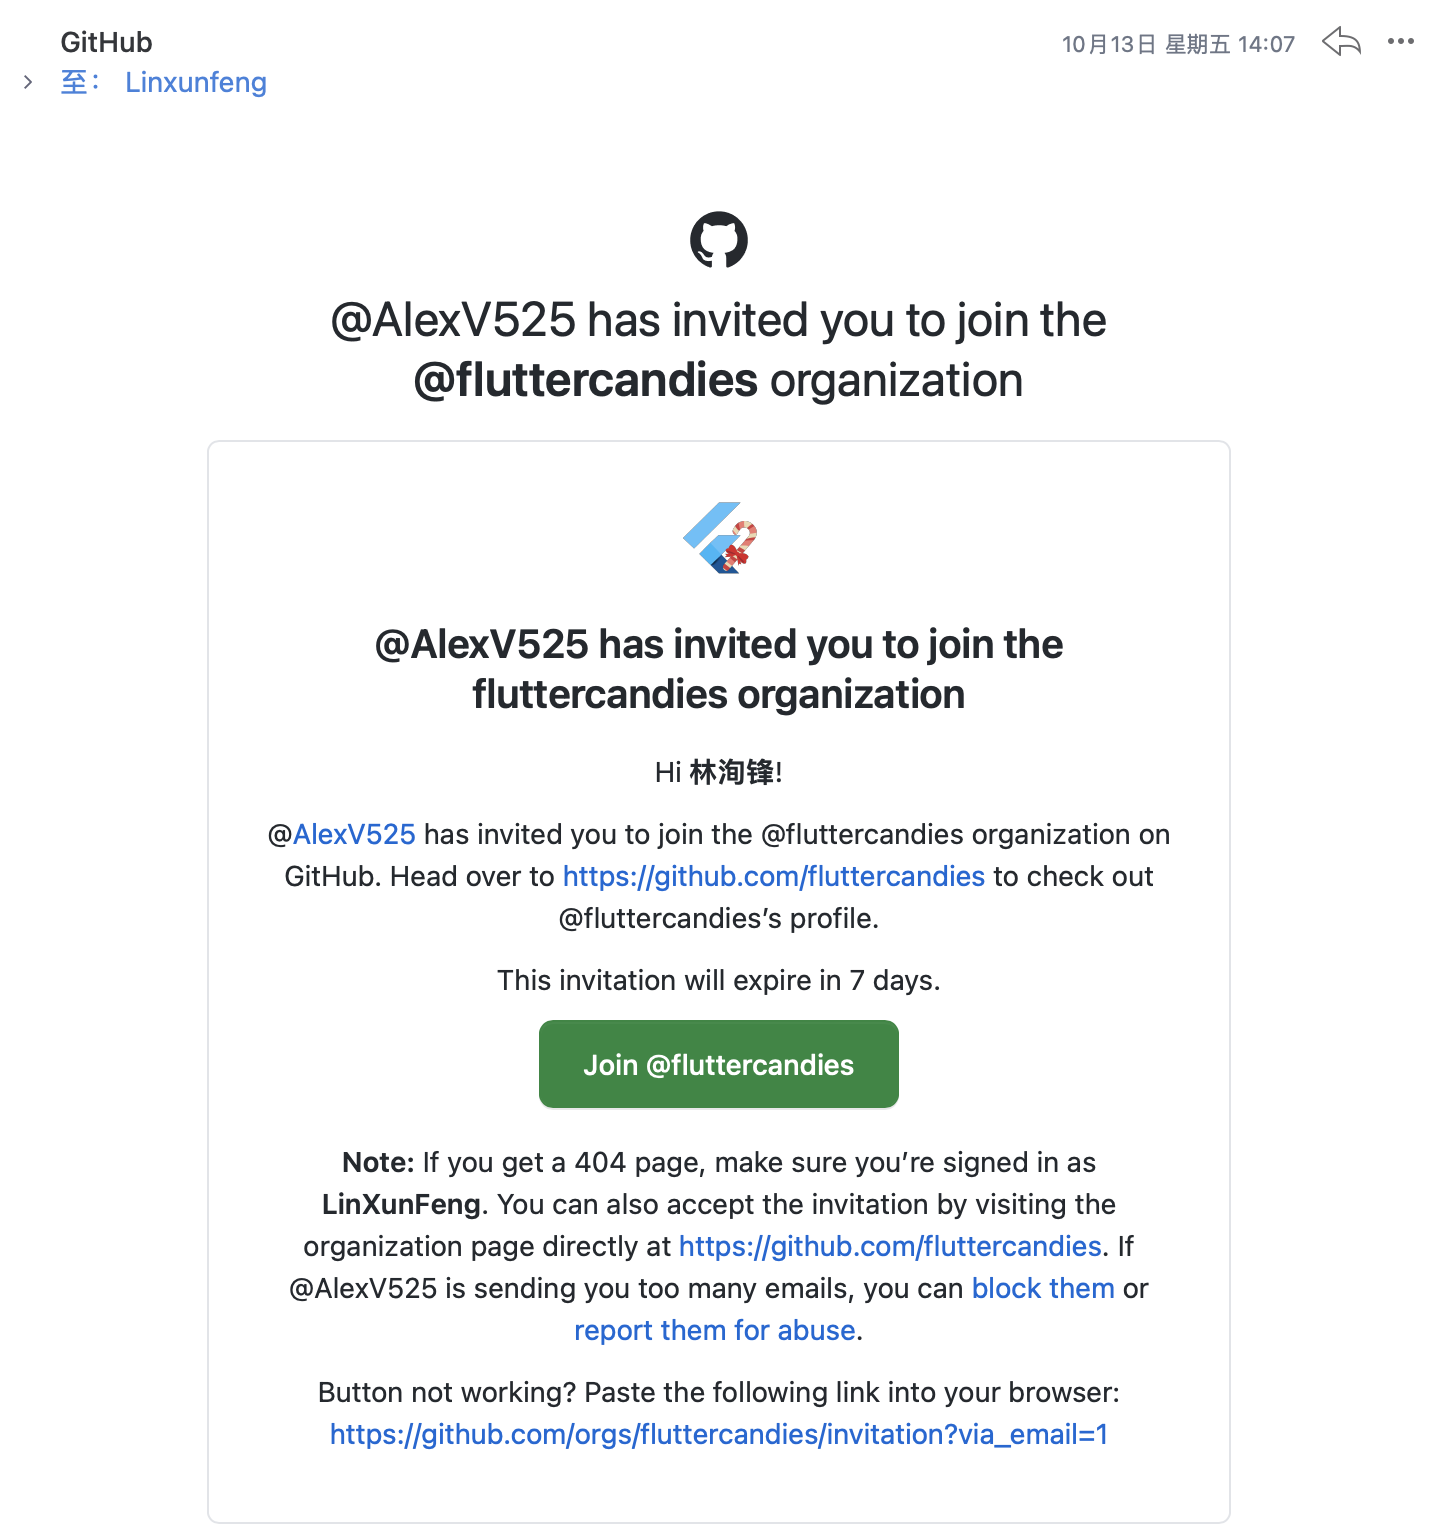 GitHub
10月13日 星期五 14:07
至： Linxunfeng
@AlexV525 has invited you to join the
@fluttercandies organization
@AlexV525 has invited you to join the
fluttercandies organization
Hi 林洵锋!
@AlexV525 has invited you to join the @fluttercandies organization on
GitHub. Head over to https://github.com/fluttercandies to check out
@fluttercandies’s profile.
This invitation will expire in 7 days.
Join @fluttercandies
Note: If you get a 404 page, make sure you’re signed in as
LinXunFeng. You can also accept the invitation by visiting the
organization page directly at https://github.com/fluttercandies. If
@AlexV525 is sending you too many emails, you can block them or
report them for abuse.
Button not working? Paste the following link into your browser:
https://github.com/orgs/fluttercandies/invitation?via_email=1